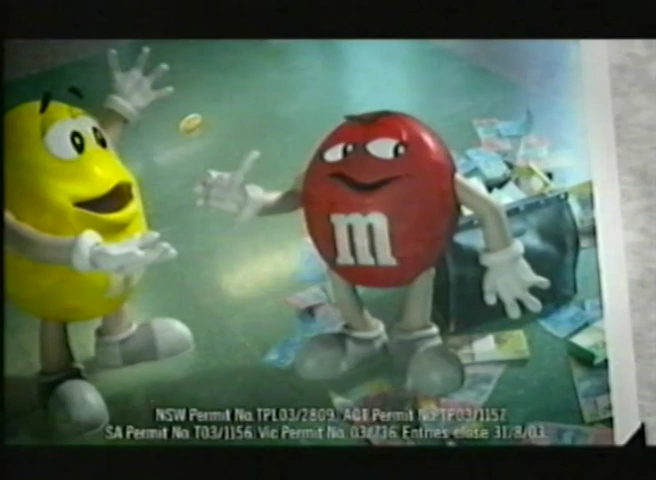 m
NSW Permit No. TPL03/2809. ACT Permit No. TP03/1152
SA Permit No. T03/1156. Vic Permit No. 03/736. Entries close 31/8/03.